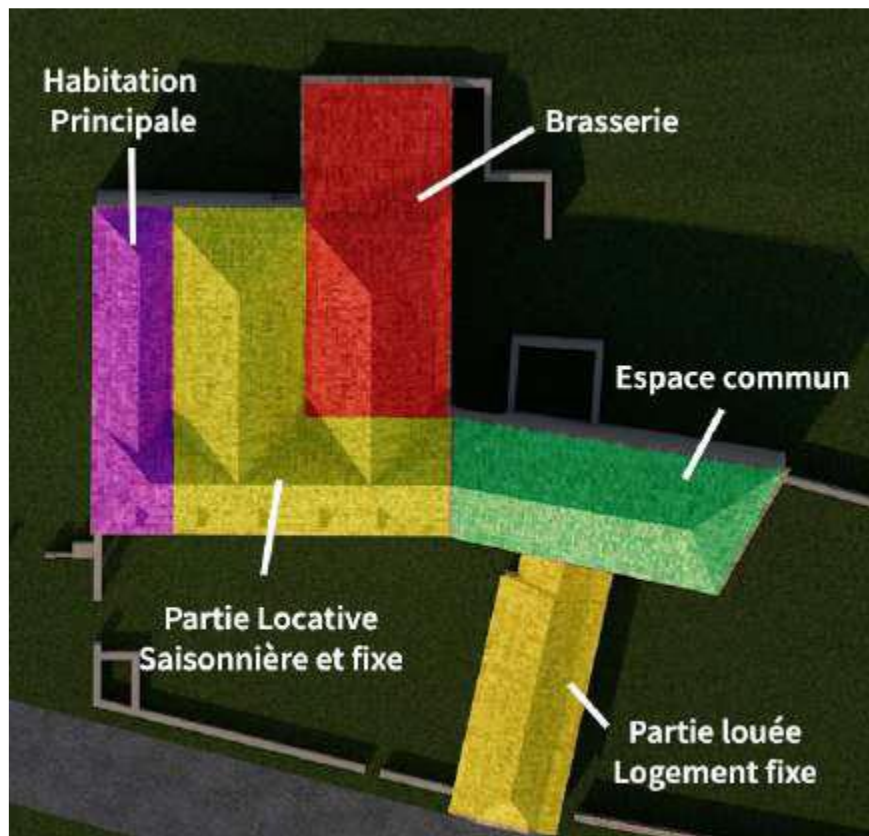 Habitation
Principale
Brasserie
Espace commun
Partie Locative
Saisonnière et fixe
Partie louée
Logement fixe